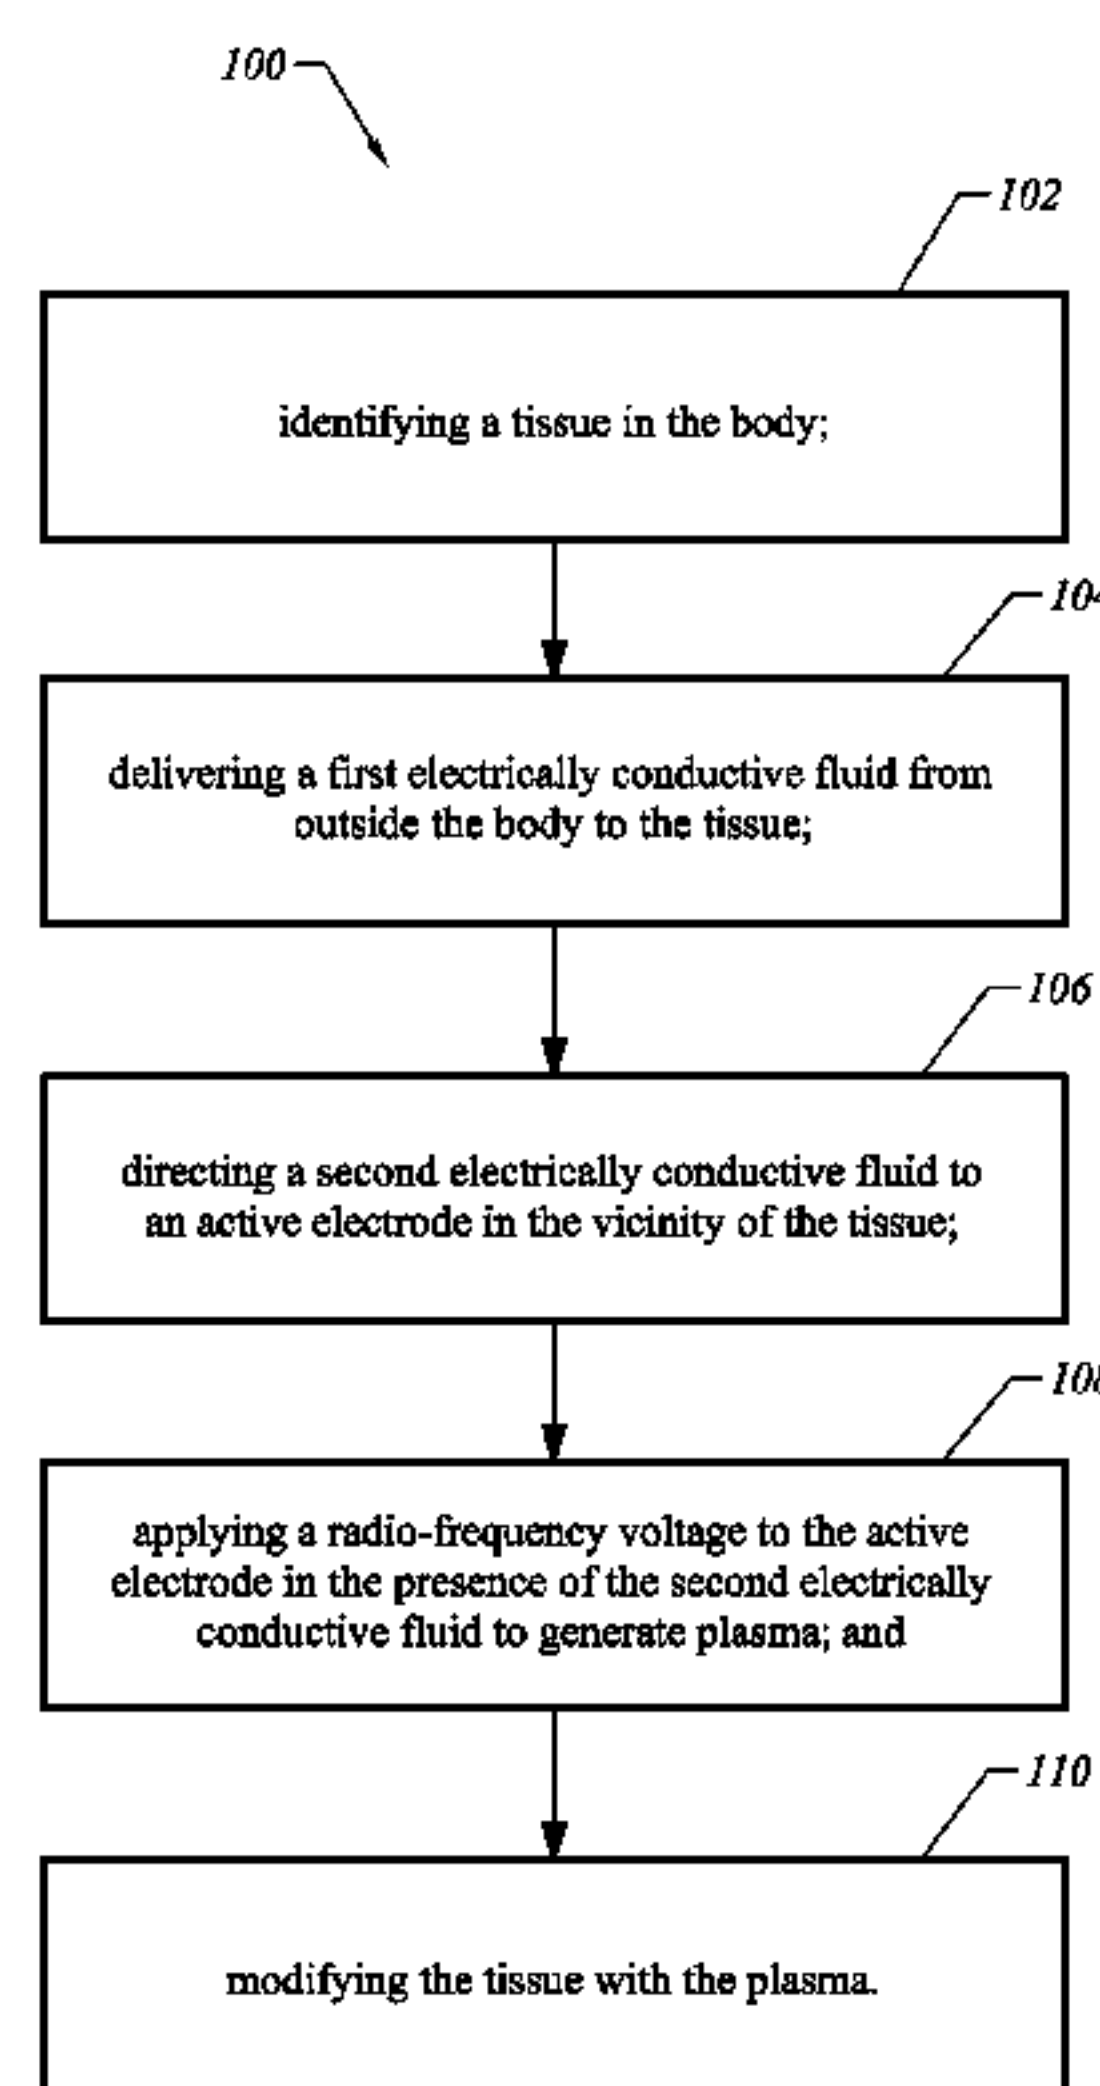 100
102
identifying a tissue in the body;
104
delivering a first electrically conductive fluid from
outside the body to the tissue;
106
directing a second electrically conductive fluid to
an active electrode in the vicinity of the tissue;
108
applying a radio-frequency voltage to the active
electrode in the presence of the second electrically
conductive fluid to generate plasma; and
110
modifying the tissue with the plasma.